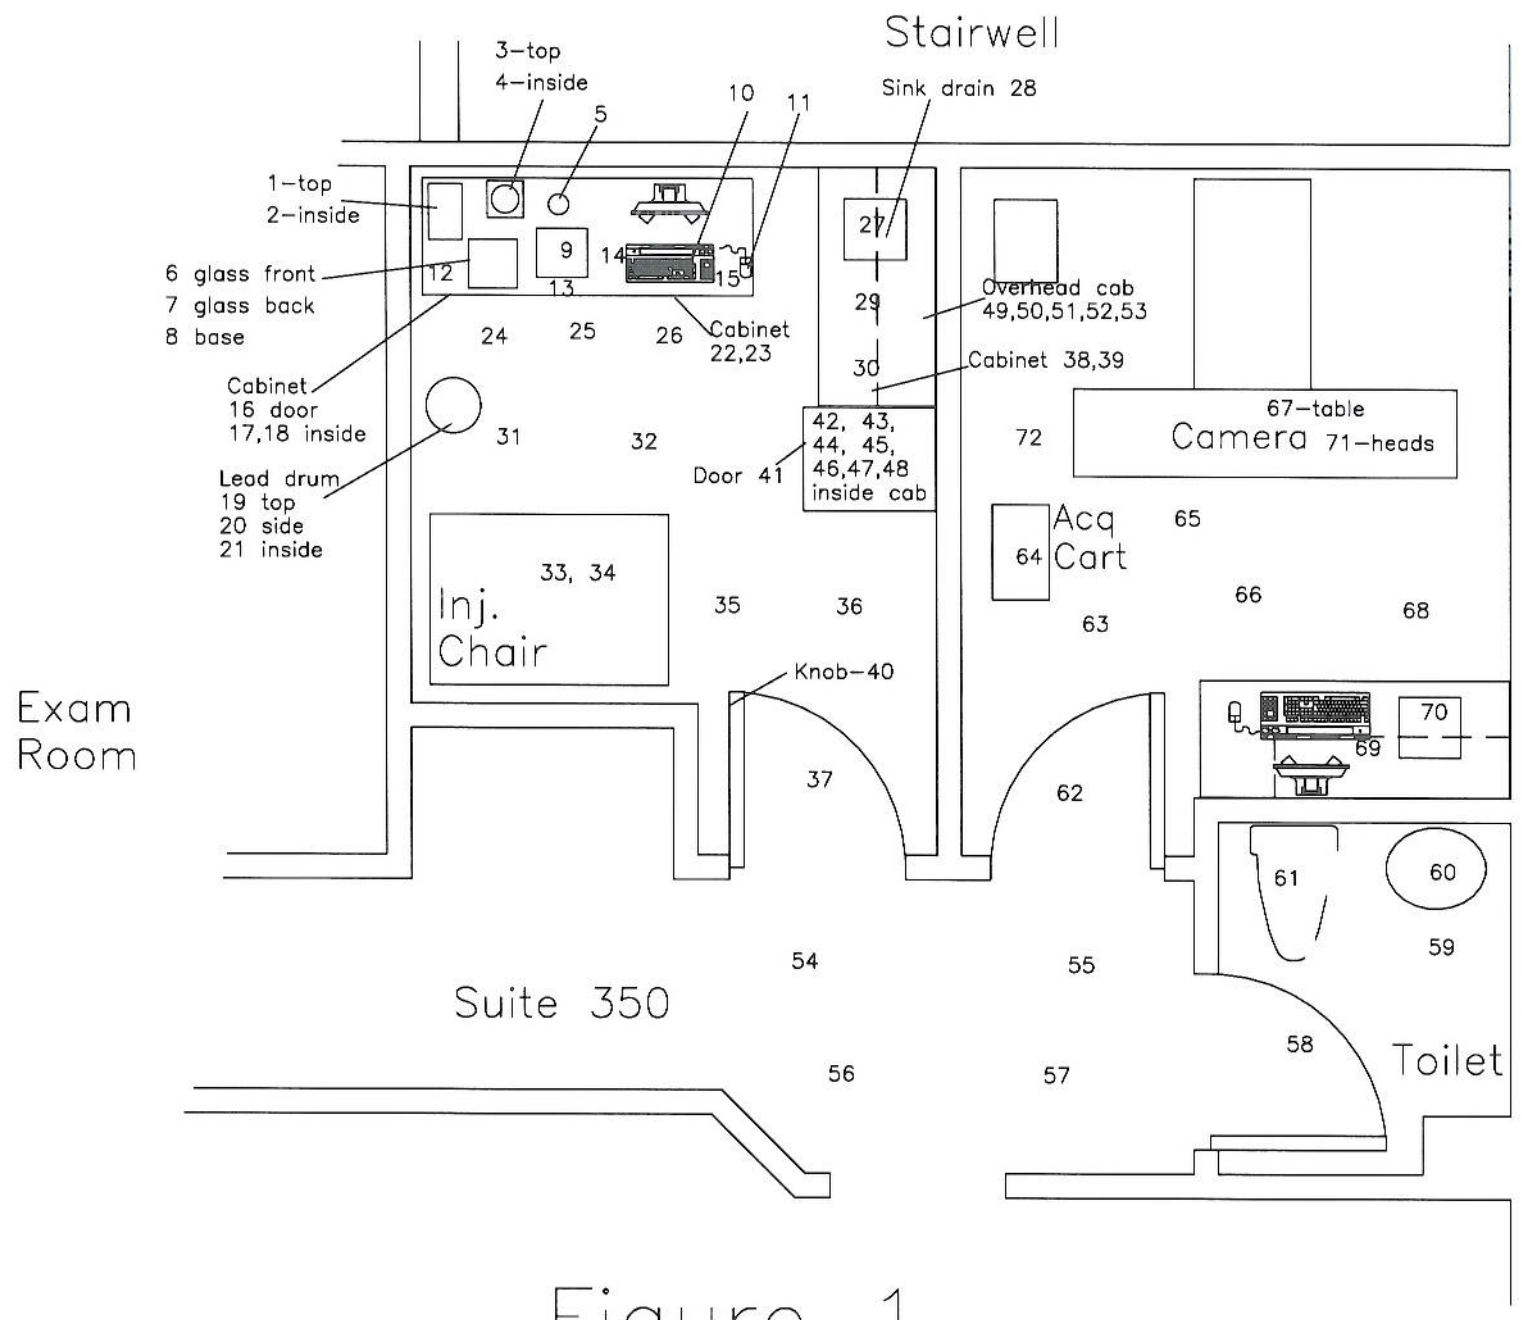 Stairwell
3-top
4-inside
5
10
11
Sink drain 28
1-top
2-inside
27
9
14
12
15
13
6 glass front
7 glass back
8 base
Overhead cab
49,50,51,52,53
29
24
25
26
Cabinet
22,23
30
Cabinet 38,39
Cabinet
16 door
17,18 inside
31
32
42, 43,
44, 45,
46,47,48
inside cab
Door 41
72
67-table
Camera 71-heads
Lead drum
19 top
20 side
21 inside
Acq
Cart
64
65
33, 34
Inj.
Chair
35
36
63
66
68
Knob-40
Exam
Room
70
69
37
62
61
60
59
54
55
Suite 350
58
Toilet
56
57
Figure 1